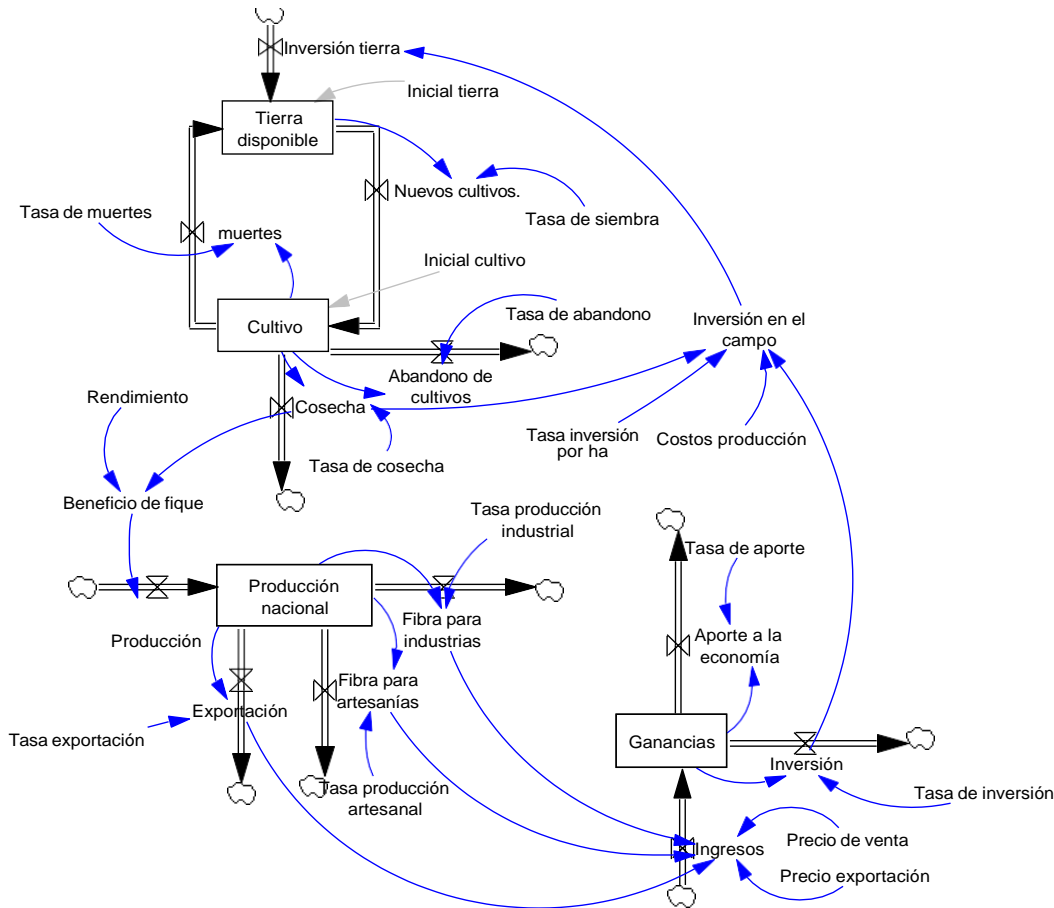 Inversión tierra
Inicial tierra
Tierra
disponible
Nuevos cultivos.
Tasa de siembra
Tasa de muertes
muertes
Inicial cultivo
Tasa de abandono
Cultivo
Inversión en el
campo
Abandono de
cultivos
Rendimiento
Cosecha
Tasa inversión
por ha
Costos producción
Tasa de cosecha
Beneficio de fique
Tasa producción
industrial
Tasa de aporte
Producción
nacional
Fibra para
industrias
Producción
Aporte a la
economía
Fibra para
artesanías
Exportación
Tasa exportación
Ganancias
Inversión
Tasa producción
artesanal
Tasa de inversión
Precio de venta
Ingresos
Precio exportación